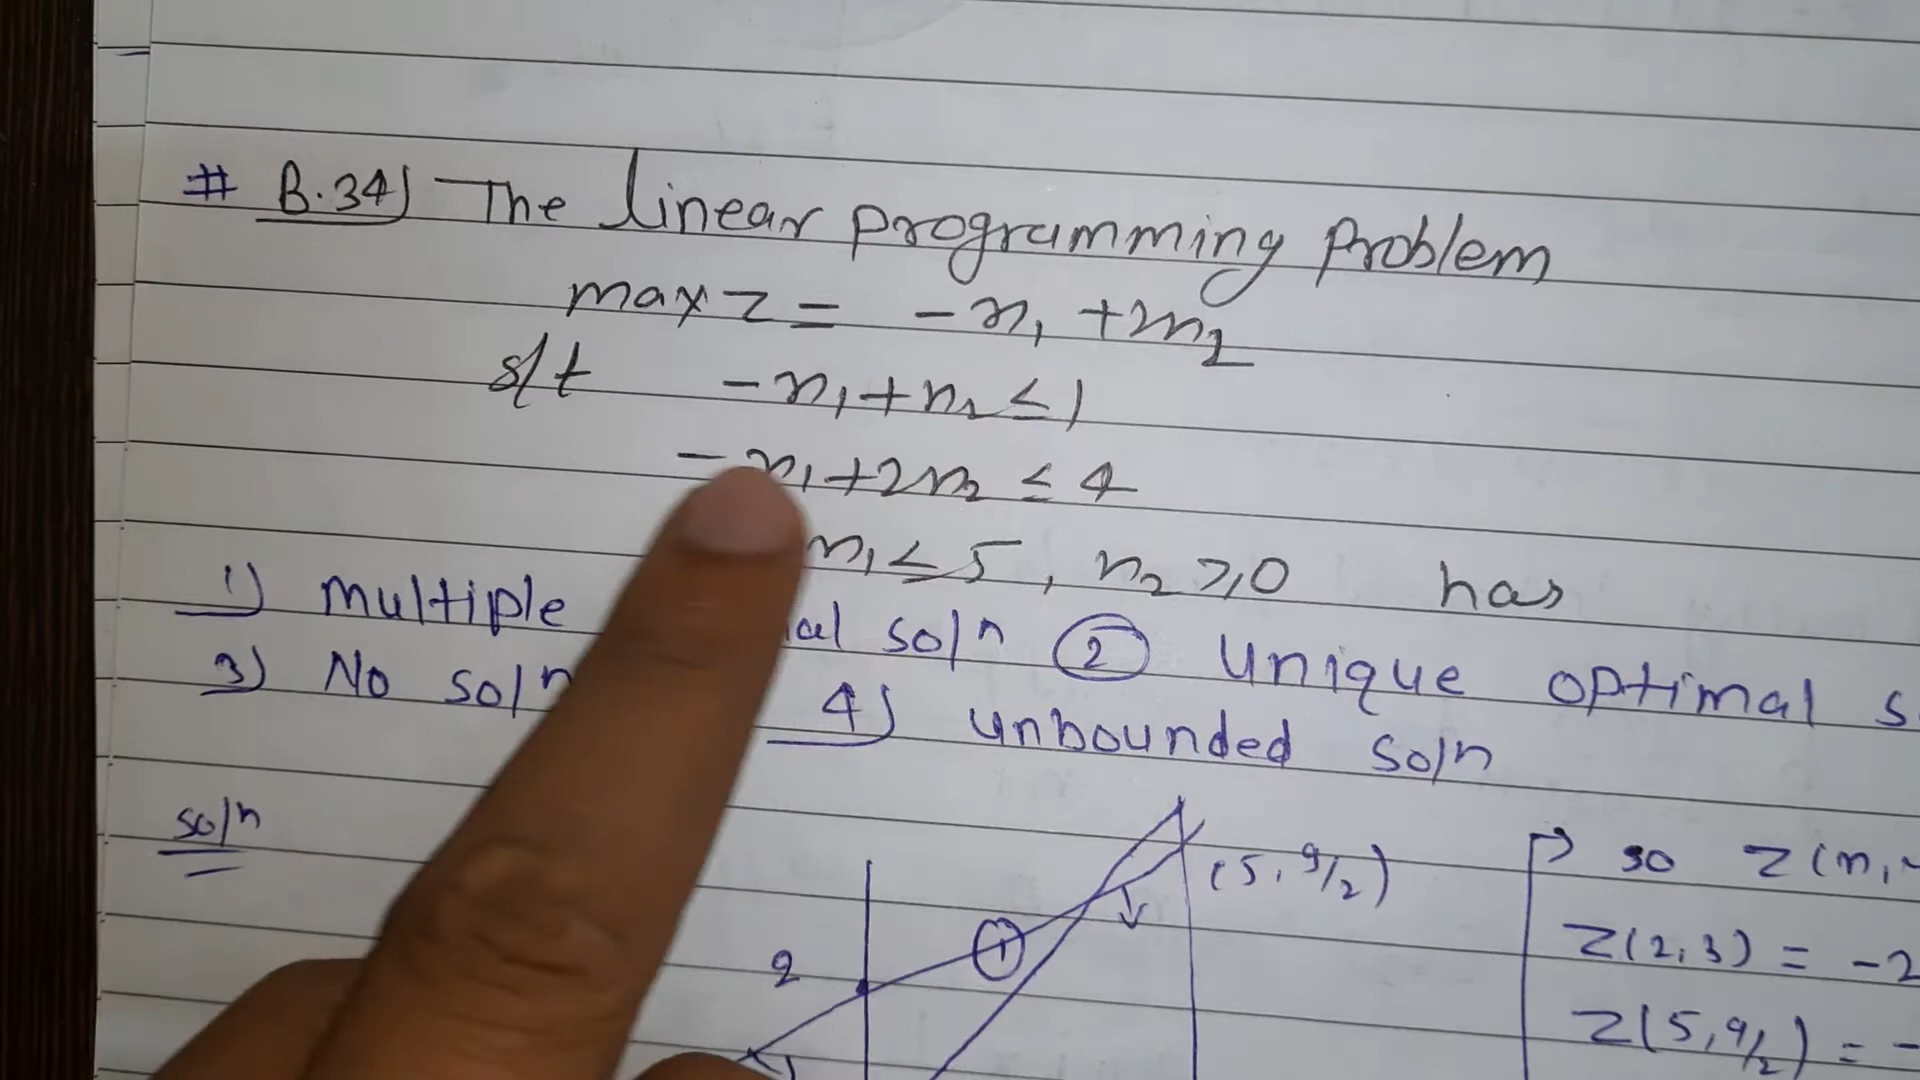 # B.34) The linear programming problem
max z = -x₁ + 2x₂
s/t -x₁ + x₂ ≤ 1
-x₁ + 2x₂ ≤ 4
x₁ ≤ 5, x₂ ≥ 0 has
1) multiple soln ② unique optimal
3) No soln 4) unbounded soln
soln
(5, 9/2)
1
2
→ so z(x₁
z(2,3) = -2
z(5,9/2) = -